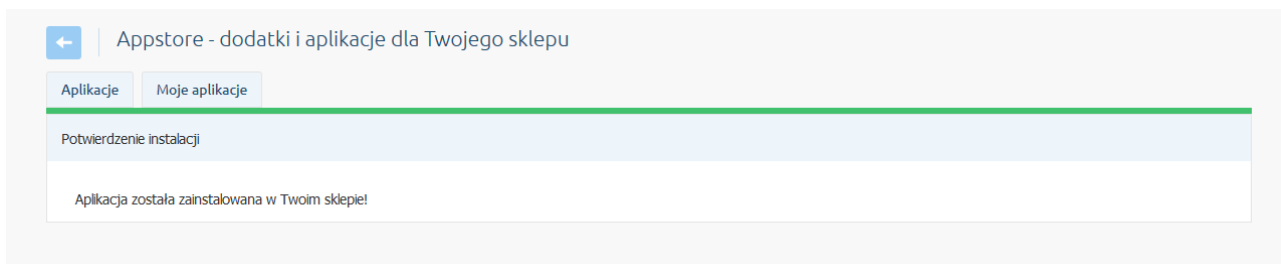 Appstore - dodatki i aplikacje dla Twojego sklepu
Aplikacje Moje aplikacje
Potwierdzenie instalacji
Aplikacja została zainstalowana w Twoim sklepie!